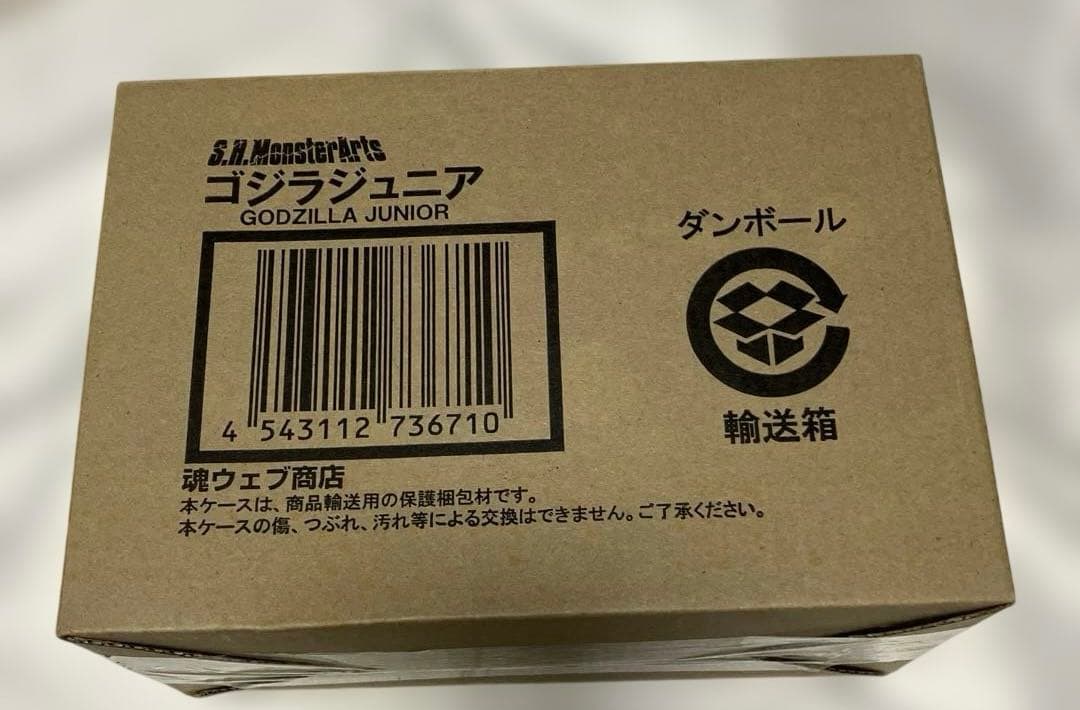 S.H.MonsterArts
ゴジラジュニア
GODZILLA JUNIOR
4 543112 736710
魂ウェブ商店
本ケースは、商品輸送用の保護梱包材です。
本ケースの傷、つぶれ、汚れ等による交換はできません。ご了承ください。
ダンボール
輸送箱